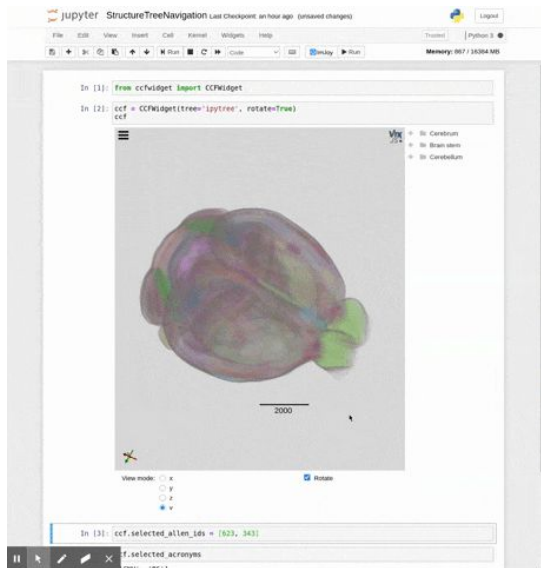 jupyter StructureTreeNavigation Last Checkpoint: an hour ago (unsaved changes)
Logout
File Edit View Insert Cell Kernel Widgets Help
Trusted | Python 3
Run Code ImJoy Run Memory: 867 / 16384 MB
In [1]: from ccfwidget import CCFWidget
In [2]: ccf = CCFWidget(tree='ipytree', rotate=True)
ccf
Cerebrum
Brain stem
Cerebellum
2000
View mode: x
y
z
v
Rotate
In [3]: ccf.selected_allen_ids = [623, 343]
ccf.selected_acronyms